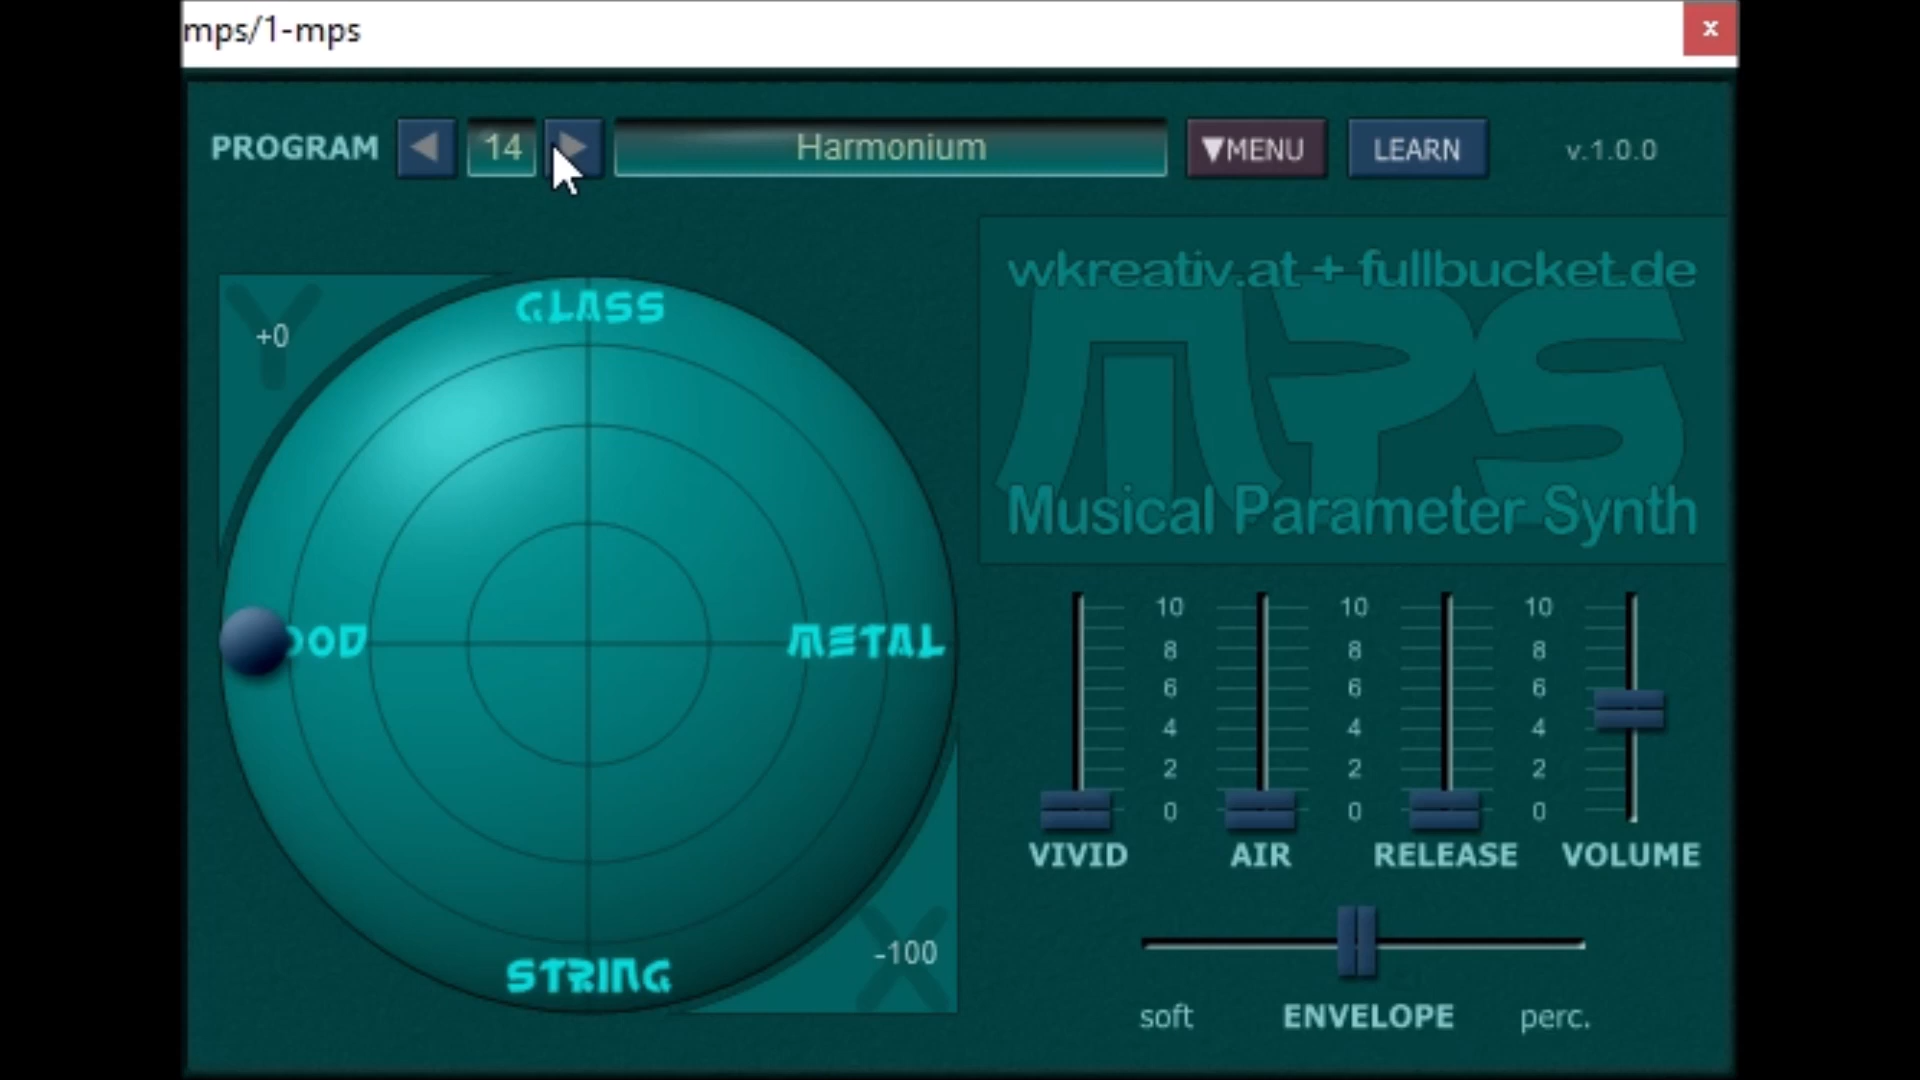 mps/1-mps
x
PROGRAM 14 Harmonium ▼MENU LEARN v.1.0.0
wkreativ.at + fullbucket.de
MPS
Musical Parameter Synth
Y
+0
GLASS
METAL
STRING
X
-100
10 10 10
8 8 8
6 6 6
4 4 4
2 2 2
0 0 0
VIVID AIR RELEASE VOLUME
soft ENVELOPE perc.